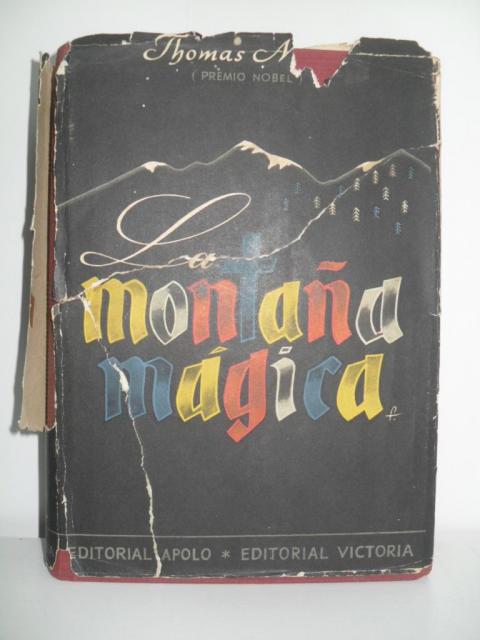 Thomas
(PREMIO NOBEL
La
montaña
mágica
f.
EDITORIAL APOLO * EDITORIAL VICTORIA